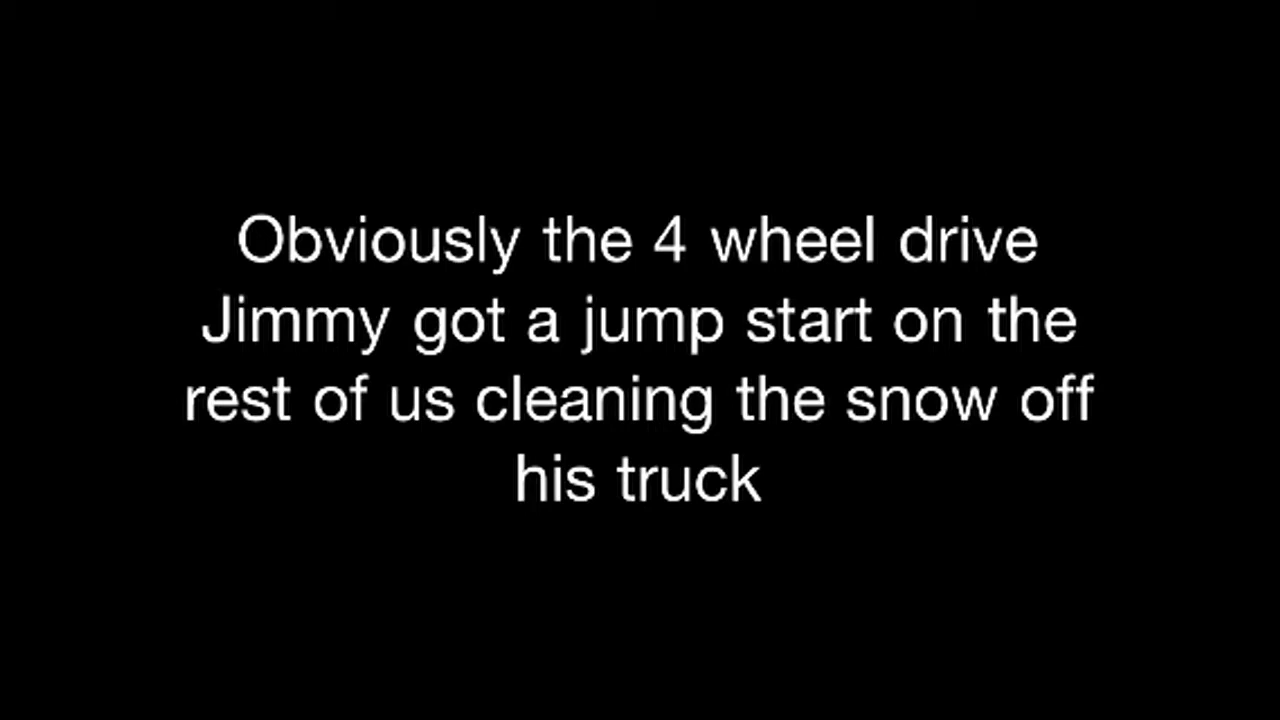 Obviously the 4 wheel drive
Jimmy got a jump start on the
rest of us cleaning the snow off
his truck